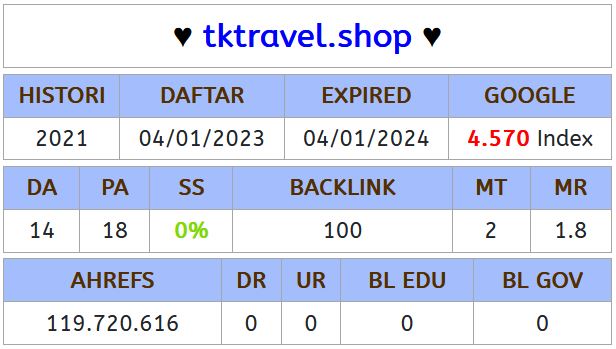 ♥ tktravel.shop ♥
HISTORI DAFTAR EXPIRED GOOGLE
2021 04/01/2023 04/01/2024 4.570 Index
DA PA SS BACKLINK MT MR
14 18 0% 100 2 1.8
AHREFS DR UR BL EDU BL GOV
119.720.616 0 0 0 0